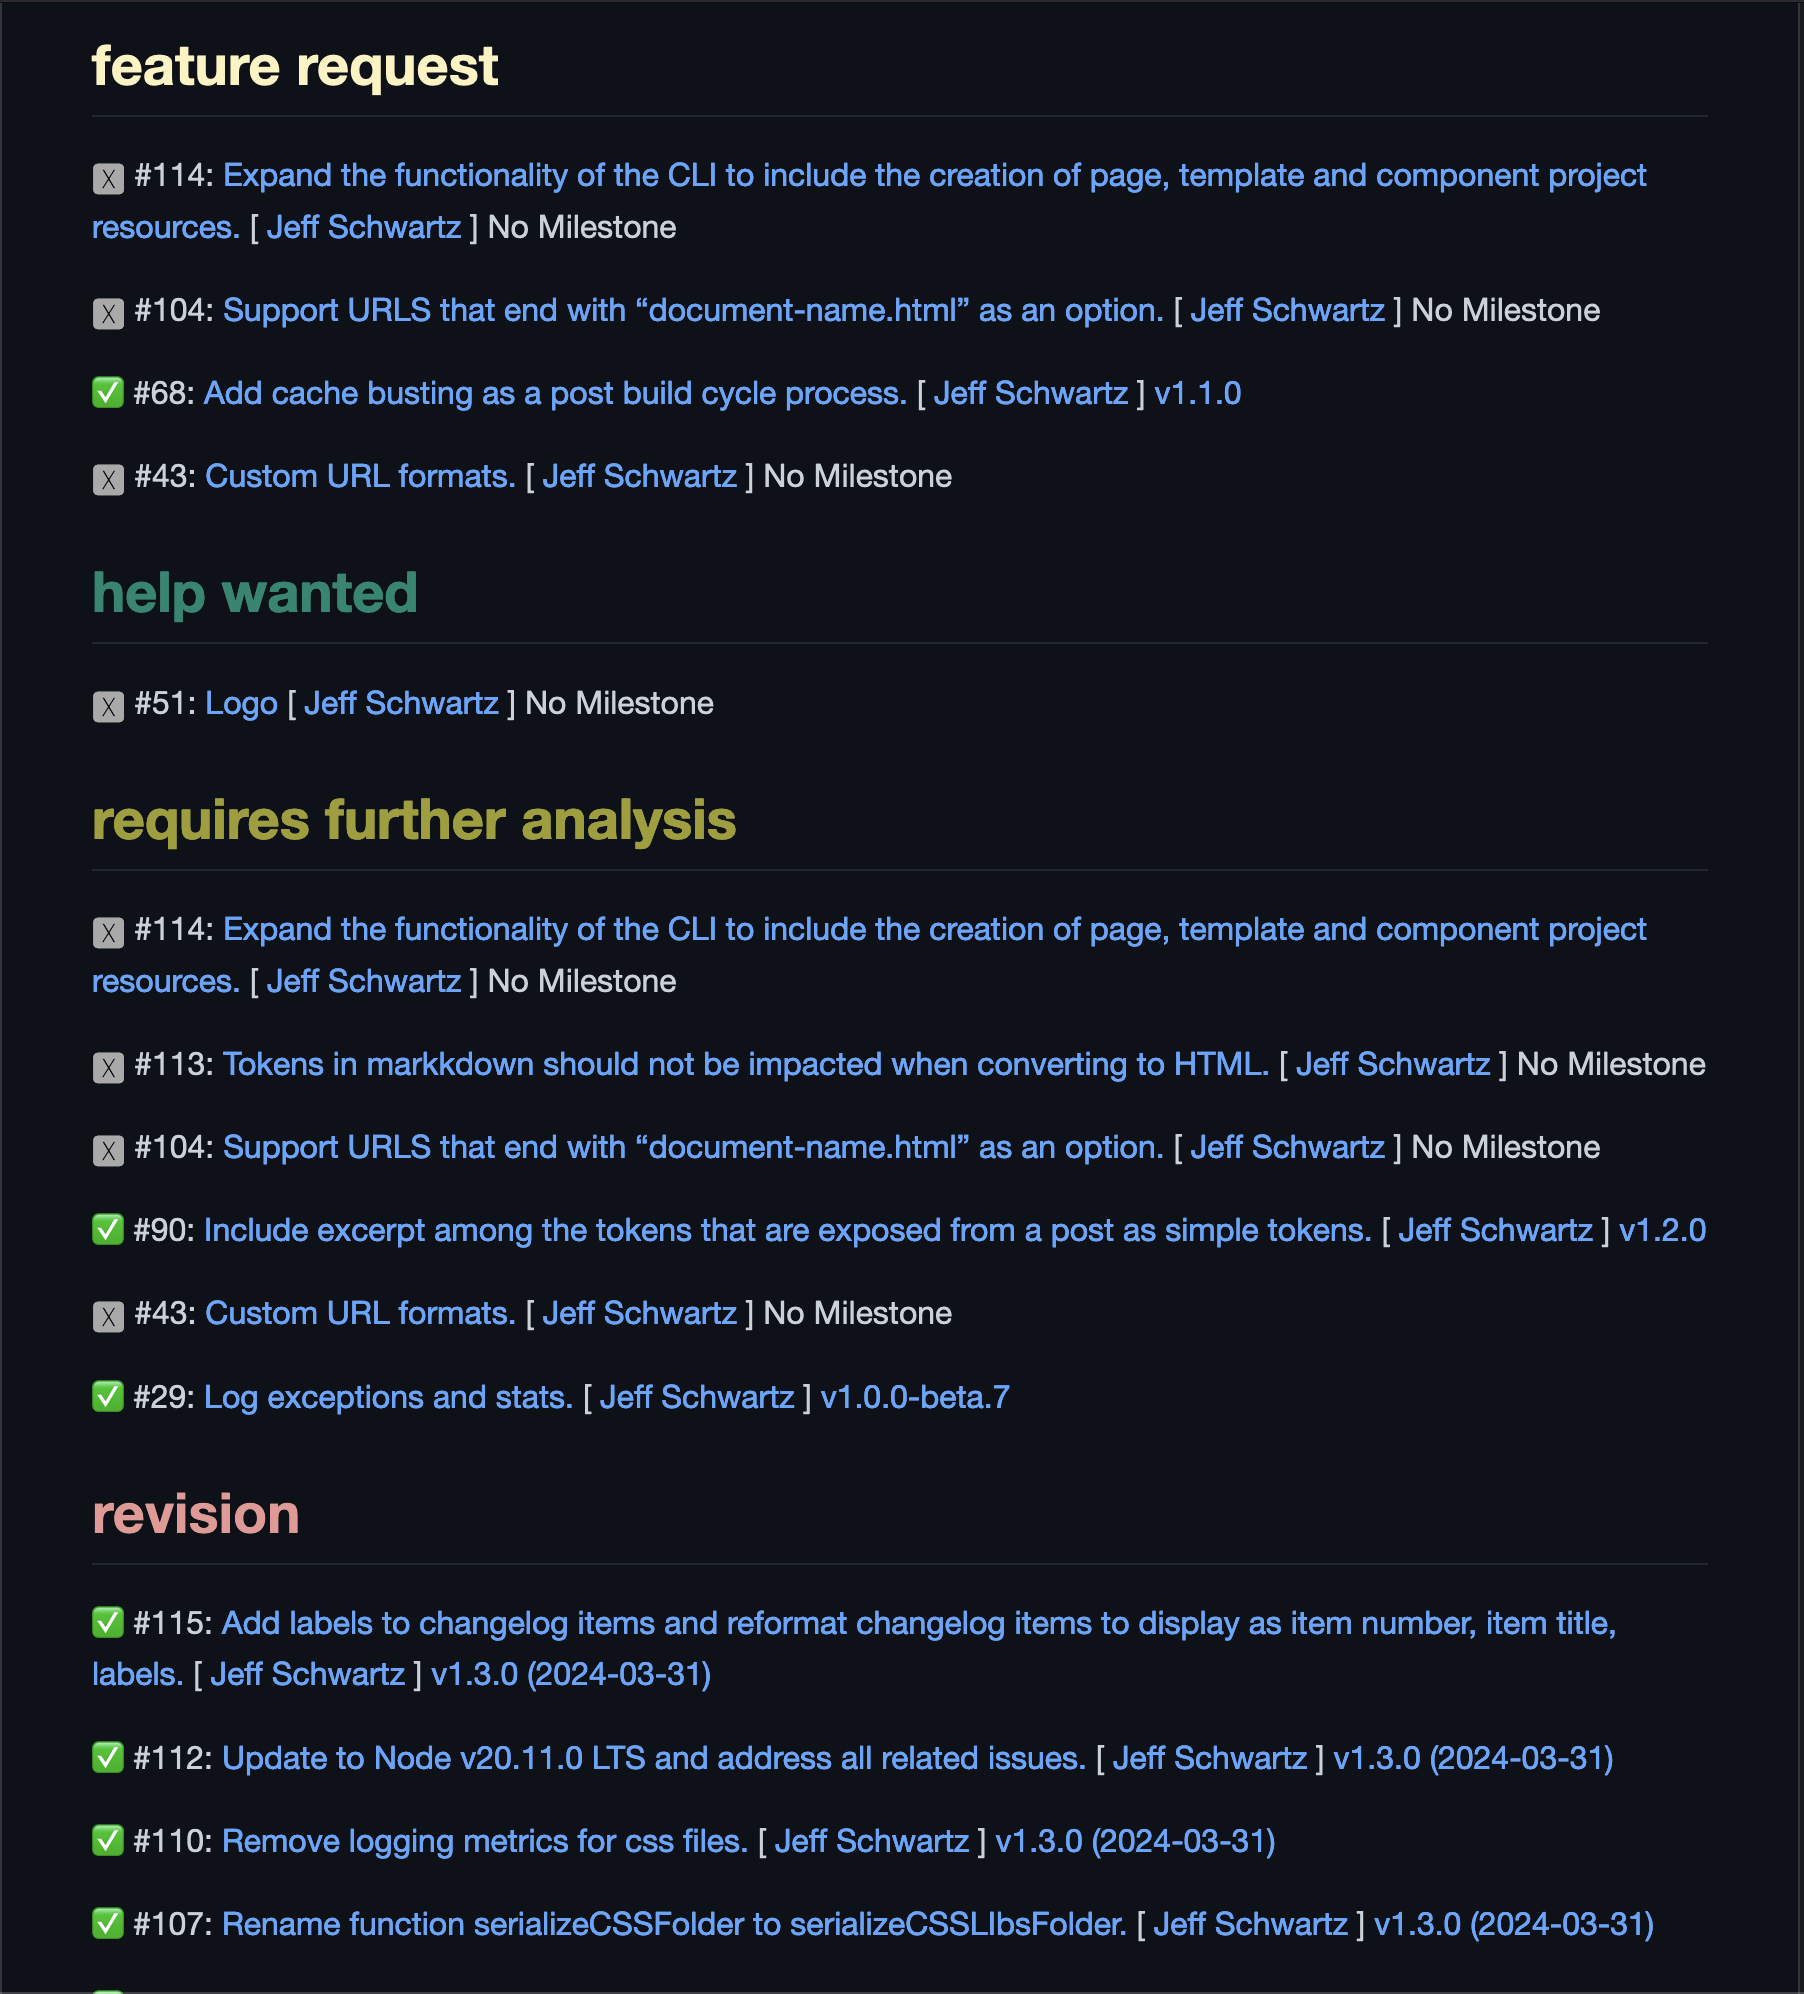 feature request
X #114: Expand the functionality of the CLI to include the creation of page, template and component project
resources. [ Jeff Schwartz ] No Milestone
X #104: Support URLS that end with “document-name.html” as an option. [ Jeff Schwartz ] No Milestone
✅ #68: Add cache busting as a post build cycle process. [ Jeff Schwartz ] v1.1.0
X #43: Custom URL formats. [ Jeff Schwartz ] No Milestone
help wanted
X #51: Logo [ Jeff Schwartz ] No Milestone
requires further analysis
X #114: Expand the functionality of the CLI to include the creation of page, template and component project
resources. [ Jeff Schwartz ] No Milestone
X #113: Tokens in markkdown should not be impacted when converting to HTML. [ Jeff Schwartz ] No Milestone
X #104: Support URLS that end with “document-name.html” as an option. [ Jeff Schwartz ] No Milestone
✅ #90: Include excerpt among the tokens that are exposed from a post as simple tokens. [ Jeff Schwartz ] v1.2.0
X #43: Custom URL formats. [ Jeff Schwartz ] No Milestone
✅ #29: Log exceptions and stats. [ Jeff Schwartz ] v1.0.0-beta.7
revision
✅ #115: Add labels to changelog items and reformat changelog items to display as item number, item title,
labels. [ Jeff Schwartz ] v1.3.0 (2024-03-31)
✅ #112: Update to Node v20.11.0 LTS and address all related issues. [ Jeff Schwartz ] v1.3.0 (2024-03-31)
✅ #110: Remove logging metrics for css files. [ Jeff Schwartz ] v1.3.0 (2024-03-31)
✅ #107: Rename function serializeCSSFolder to serializeCSSLIbsFolder. [ Jeff Schwartz ] v1.3.0 (2024-03-31)